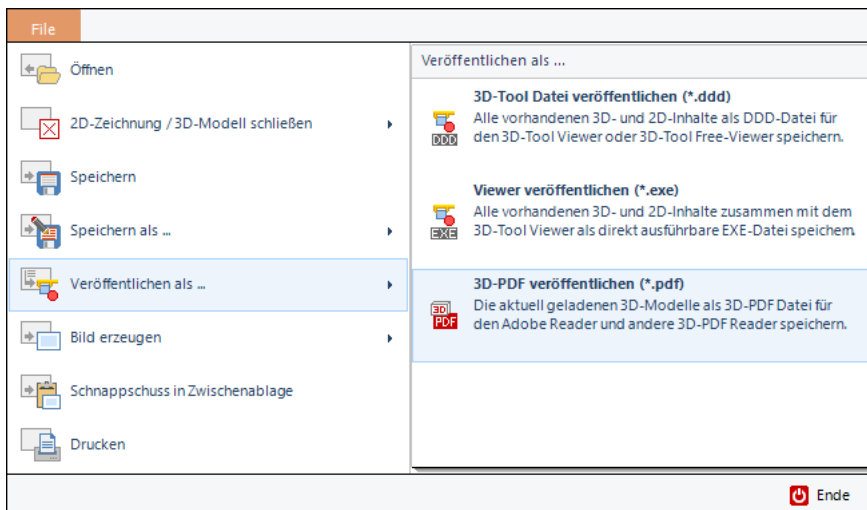 File
Öffnen
2D-Zeichnung / 3D-Modell schließen
Speichern
Speichern als ...
Veröffentlichen als ...
Bild erzeugen
Schnappschuss in Zwischenablage
Drucken
Veröffentlichen als ...
3D-Tool Datei veröffentlichen (*.ddd)
Alle vorhandenen 3D- und 2D-Inhalte als DDD-Datei für
den 3D-Tool Viewer oder 3D-Tool Free-Viewer speichern.
DDD
Viewer veröffentlichen (*.exe)
Alle vorhandenen 3D- und 2D-Inhalte zusammen mit dem
3D-Tool Viewer als direkt ausführbare EXE-Datei speichern.
EXE
3D-PDF veröffentlichen (*.pdf)
Die aktuell geladenen 3D-Modelle als 3D-PDF Datei für
den Adobe Reader und andere 3D-PDF Reader speichern.
3D
PDF
Ende